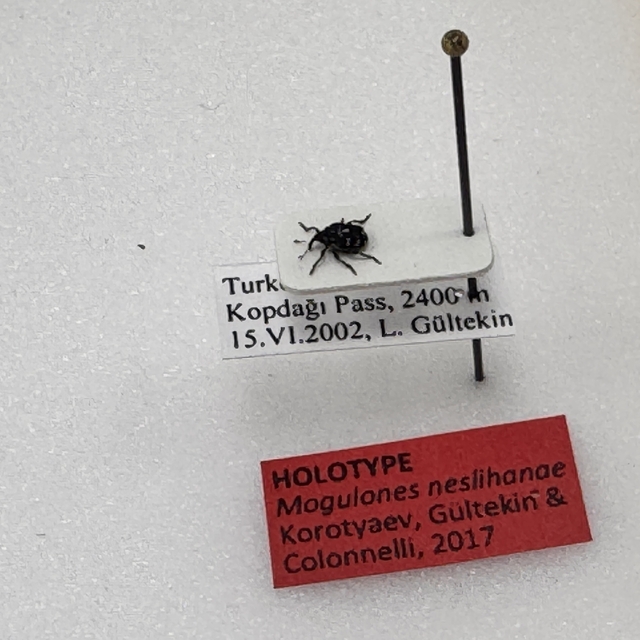 Turk
Kopdağı Pass, 2400 m
15.VI.2002, L. Gültekin
HOLOTYPE
Mogulones neslihanae
Korotyaev, Gültekin &
Colonnelli, 2017